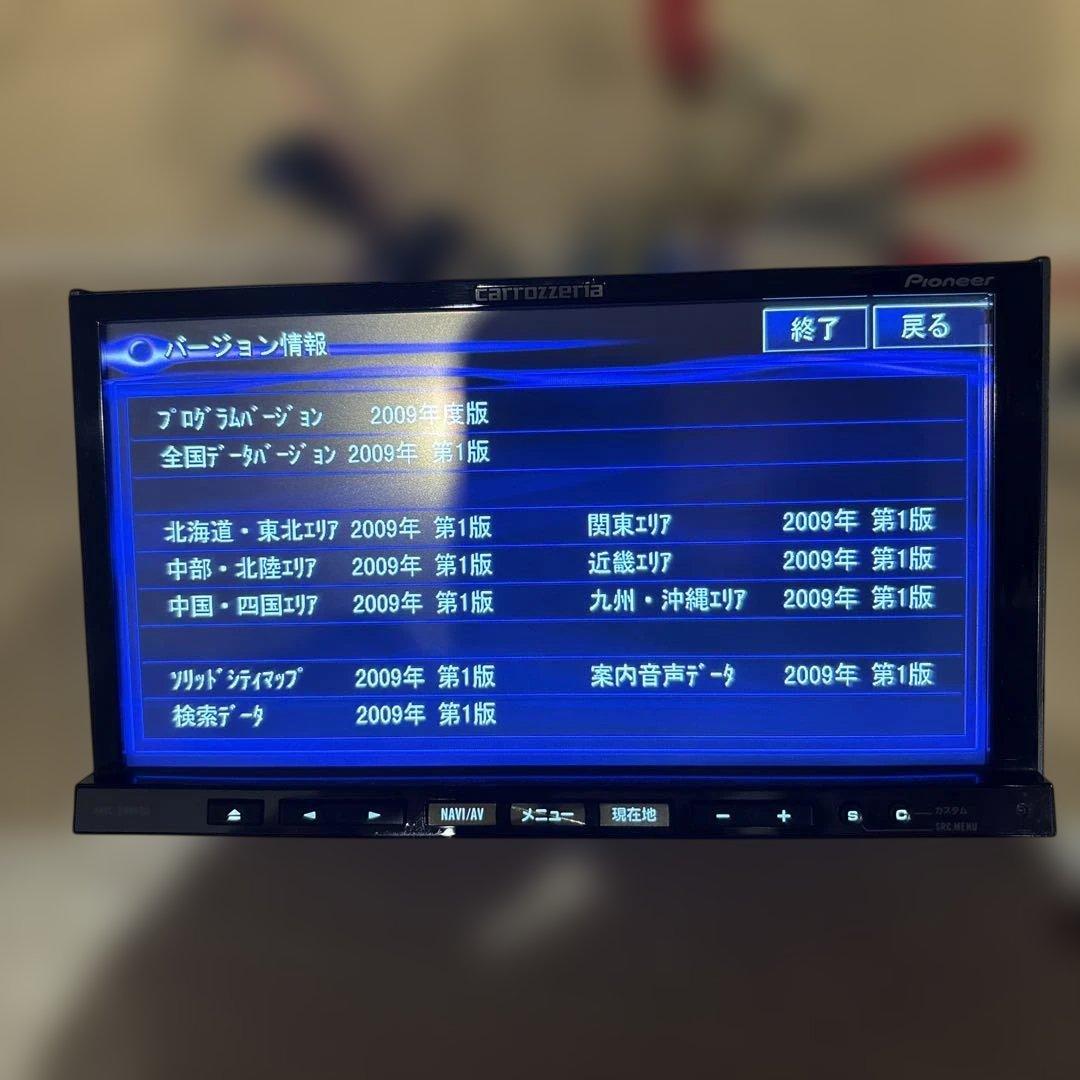 carrozzeria
Pioneer
バージョン情報
終了 戻る
ﾌﾟﾛｸﾞﾗﾑﾊﾞｰｼﾞｮﾝ 2009年度版
全国ﾃﾞｰﾀﾊﾞｰｼﾞｮﾝ 2009年 第1版
北海道・東北ｴﾘｱ 2009年 第1版 関東ｴﾘｱ 2009年 第1版
中部・北陸ｴﾘｱ 2009年 第1版 近畿ｴﾘｱ 2009年 第1版
中国・四国ｴﾘｱ 2009年 第1版 九州・沖縄ｴﾘｱ 2009年 第1版
ｿﾘｯﾄﾞｼﾃｨﾏｯﾌﾟ 2009年 第1版 案内音声ﾃﾞｰﾀ 2009年 第1版
検索ﾃﾞｰﾀ 2009年 第1版
NAVI/AV メニュー 現在地 − + S C カスタム
SRC MENU